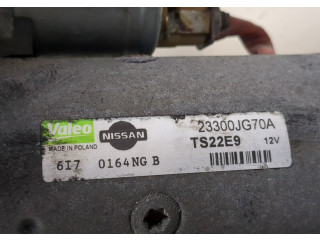 Valeo NISSAN 23300JG70A
MADE IN POLAND TS22E9 12V
6I7 0164NG B